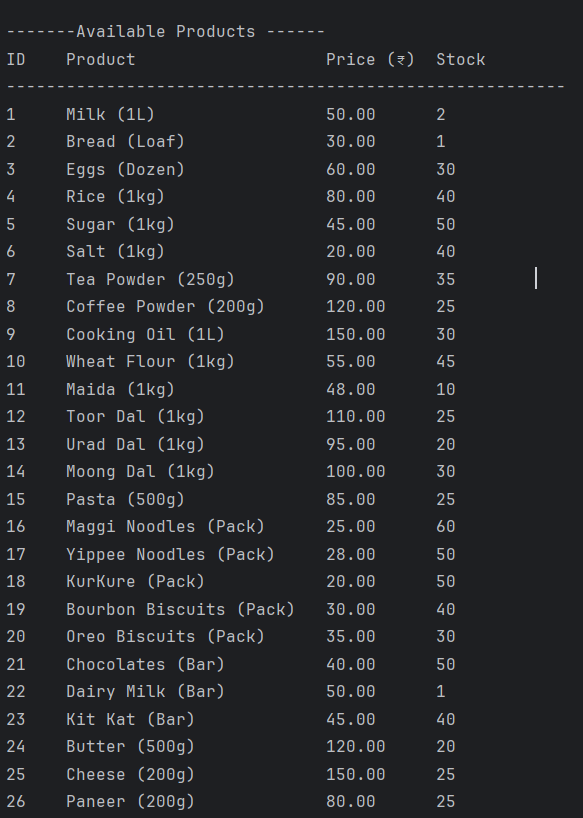 -------Available Products ------
ID    Product                   Price (₹)  Stock
--------------------------------------------------------
1     Milk (1L)                 50.00      2
2     Bread (Loaf)              30.00      1
3     Eggs (Dozen)              60.00      30
4     Rice (1kg)                80.00      40
5     Sugar (1kg)               45.00      50
6     Salt (1kg)                20.00      40
7     Tea Powder (250g)         90.00      35
8     Coffee Powder (200g)      120.00     25
9     Cooking Oil (1L)          150.00     30
10    Wheat Flour (1kg)         55.00      45
11    Maida (1kg)               48.00      10
12    Toor Dal (1kg)            110.00     25
13    Urad Dal (1kg)            95.00      20
14    Moong Dal (1kg)           100.00     30
15    Pasta (500g)              85.00      25
16    Maggi Noodles (Pack)      25.00      60
17    Yippee Noodles (Pack)     28.00      50
18    KurKure (Pack)            20.00      50
19    Bourbon Biscuits (Pack)   30.00      40
20    Oreo Biscuits (Pack)      35.00      30
21    Chocolates (Bar)          40.00      50
22    Dairy Milk (Bar)          50.00      1
23    Kit Kat (Bar)             45.00      40
24    Butter (500g)             120.00     20
25    Cheese (200g)             150.00     25
26    Paneer (200g)             80.00      25